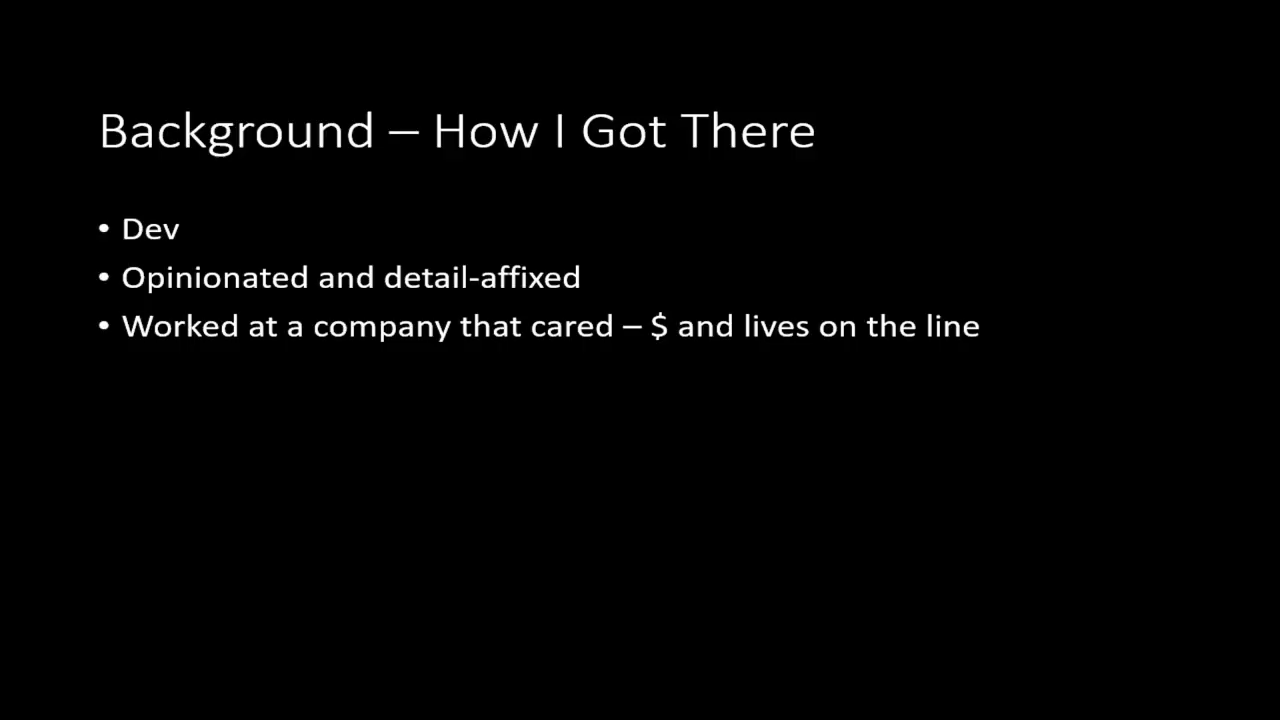 Background – How I Got There
• Dev
• Opinionated and detail-affixed
• Worked at a company that cared – $ and lives on the line